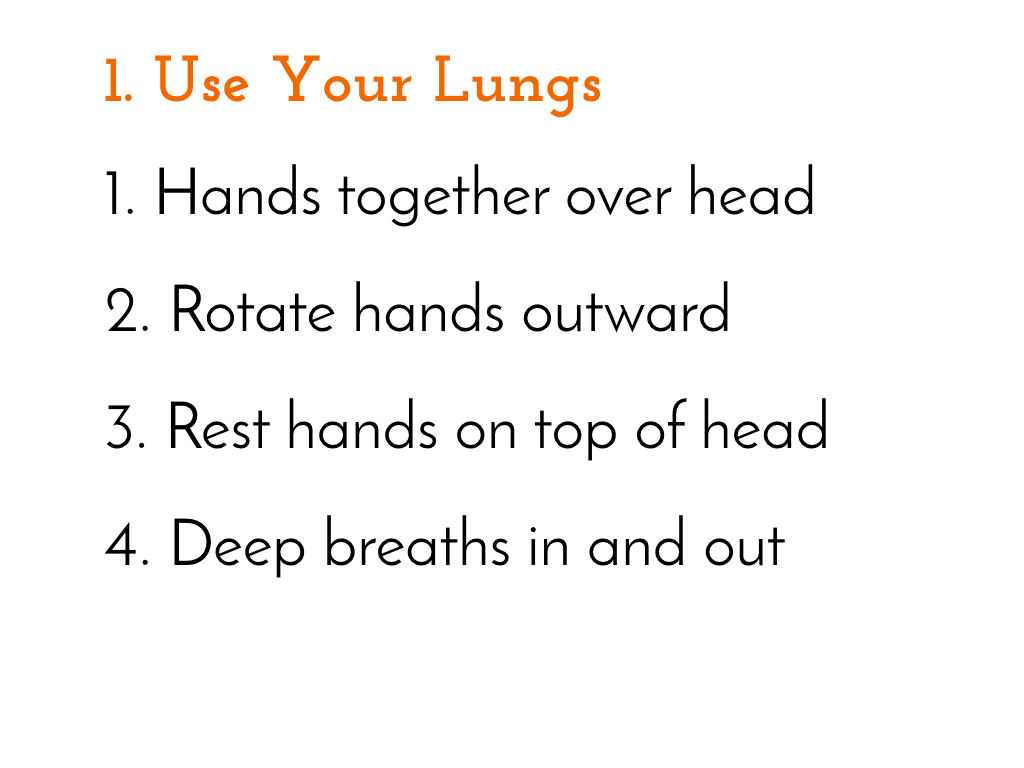 1. Use Your Lungs
1. Hands together over head
2. Rotate hands outward
3. Rest hands on top of head
4. Deep breaths in and out